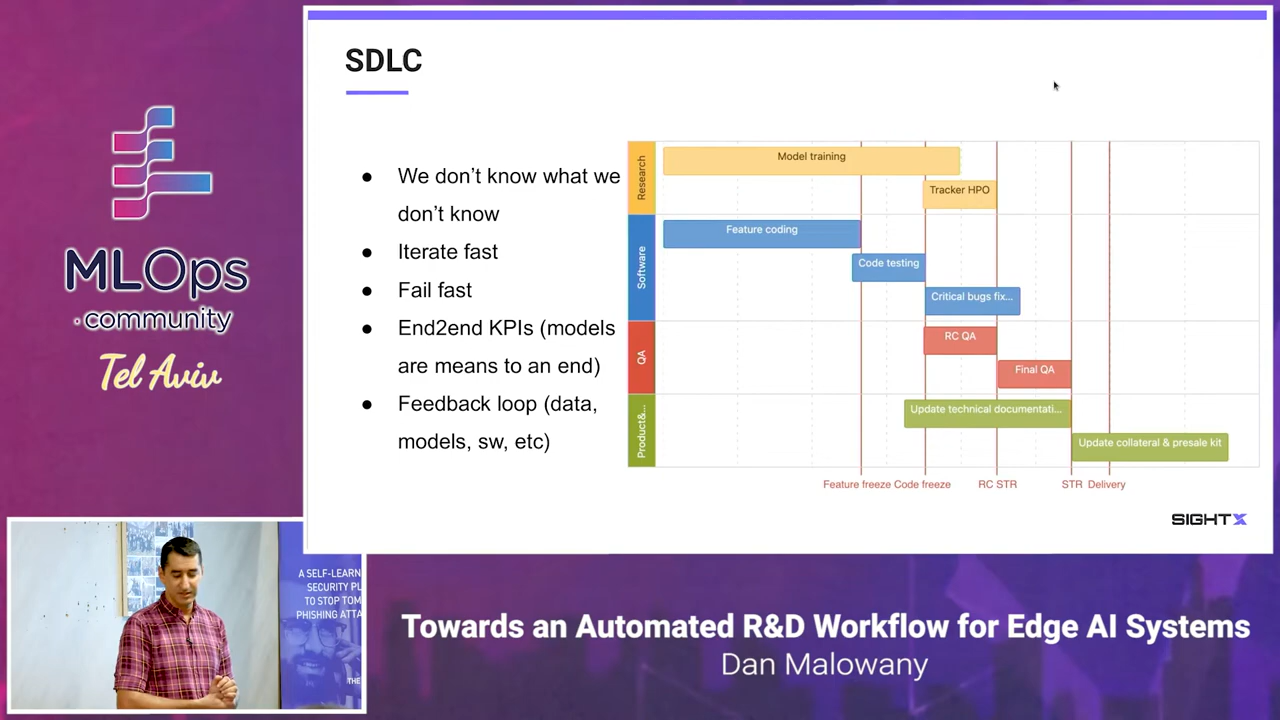 SDLC
We don't know what we
don't know
Iterate fast
Fail fast
End2end KPIs (models
are means to an end)
Feedback loop (data,
models, sw, etc)
Research
Model training
Tracker HPO
Software
Feature coding
Code testing
Critical bugs fix...
QA
RC QA
Final QA
Product&...
Update technical documentati...
Update collateral & presale kit
Feature freeze Code freeze RC STR STR Delivery
SIGHTX
MLOps
community
Tel Aviv
A SELF-LEARN
SECURITY PL
TO STOP TOM
PHISHING ATTA
THE
Towards an Automated R&D Workflow for Edge AI Systems
Dan Malowany